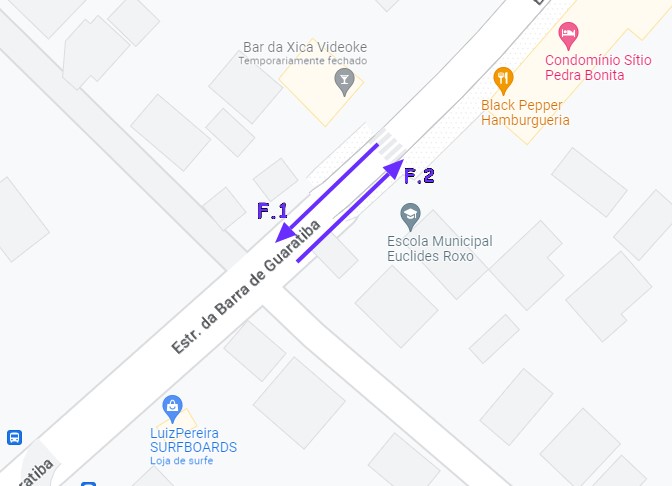 Bar da Xica Videoke
Temporariamente fechado
Condomínio Sítio
Pedra Bonita
Black Pepper
Hamburgueria
F.2
F.1
Escola Municipal
Euclides Roxo
Estr. da Barra de Guaratiba
LuizPereira
SURFBOARDS
Loja de surfe
ratiba